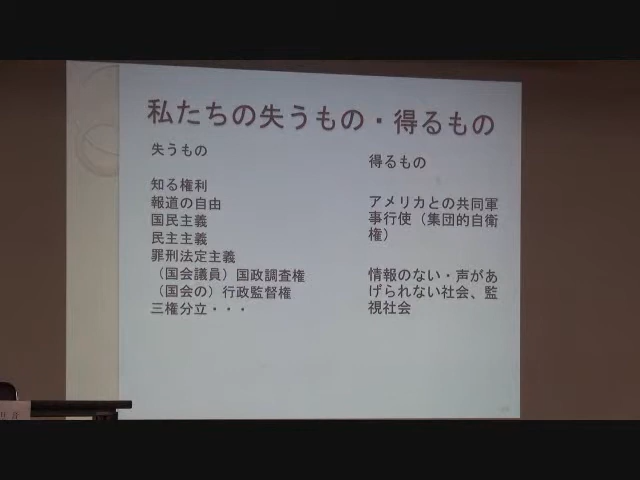 私たちの失うもの・得るもの
失うもの
知る権利
報道の自由
国民主義
民主主義
罪刑法定主義
（国会議員）国政調査権
（国会の）行政監督権
三権分立・・・
得るもの
アメリカとの共同軍
事行使（集団的自衛
権）
情報のない・声があ
げられない社会、監
視社会